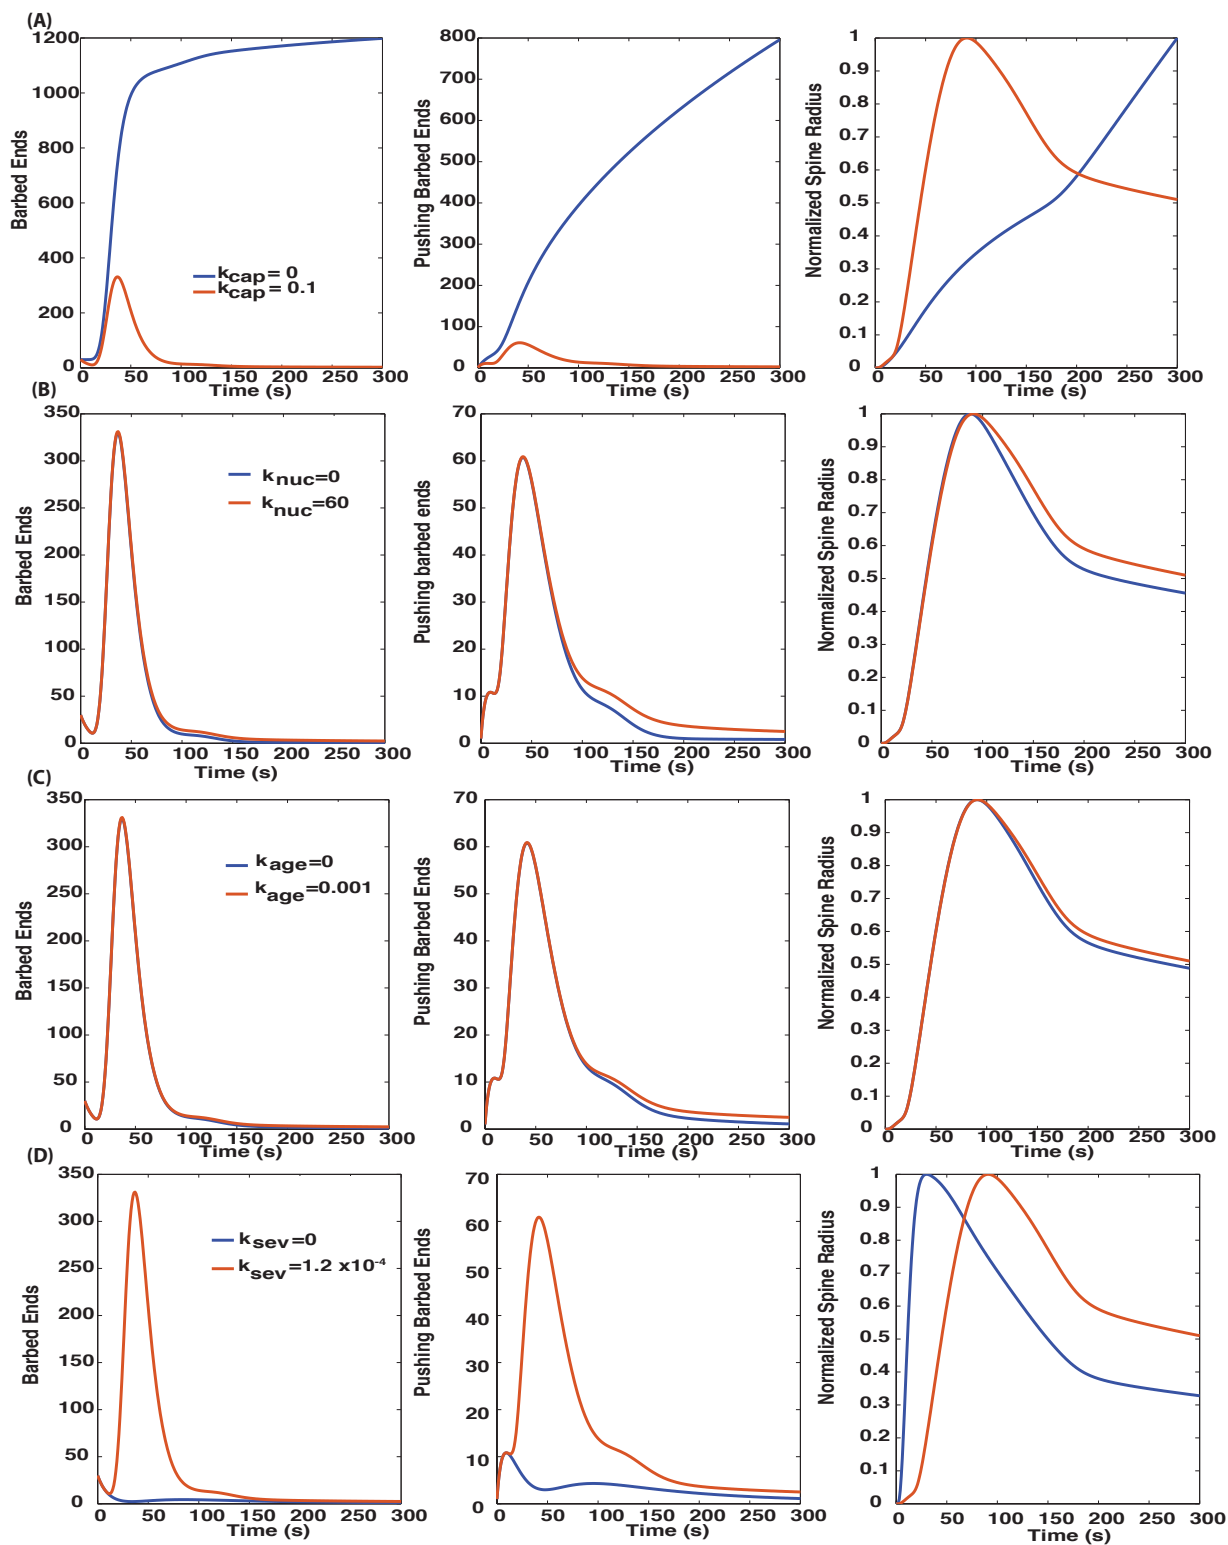 (A)
1200
1000
800
600
400
200
0
Barbed Ends
kcap= 0
kcap= 0.1
0 50 100 150 200 250 300
Time (s)
800
700
600
500
400
300
200
100
0
Pushing Barbed Ends
0 50 100 150 200 250 300
Time (s)
1
0.9
0.8
0.7
0.6
0.5
0.4
0.3
0.2
0.1
0
Normalized Spine Radius
0 50 100 150 200 250 300
Time (s)
(B)
350
300
250
200
150
100
50
0
Barbed Ends
knuc=0
knuc=60
0 50 100 150 200 250 300
Time (s)
70
60
50
40
30
20
10
0
Pushing barbed ends
0 50 100 150 200 250 300
Time (s)
1
0.9
0.8
0.7
0.6
0.5
0.4
0.3
0.2
0.1
0
Normalized Spine Radius
0 50 100 150 200 250 300
Time (s)
(C)
350
300
250
200
150
100
50
0
Barbed Ends
kage=0
kage=0.001
0 50 100 150 200 250 300
Time (s)
70
60
50
40
30
20
10
0
Pushing Barbed Ends
0 50 100 150 200 250 300
Time (s)
1
0.9
0.8
0.7
0.6
0.5
0.4
0.3
0.2
0.1
0
Normalized Spine Radius
0 50 100 150 200 250 300
Time (s)
(D)
350
300
250
200
150
100
50
0
Barbed Ends
ksev=0
ksev=1.2 x10-4
0 50 100 150 200 250 300
Time (s)
70
60
50
40
30
20
10
0
Pushing Barbed Ends
0 50 100 150 200 250 300
Time (s)
1
0.9
0.8
0.7
0.6
0.5
0.4
0.3
0.2
0.1
0
Normalized Spine Radius
0 50 100 150 200 250 300
Time (s)